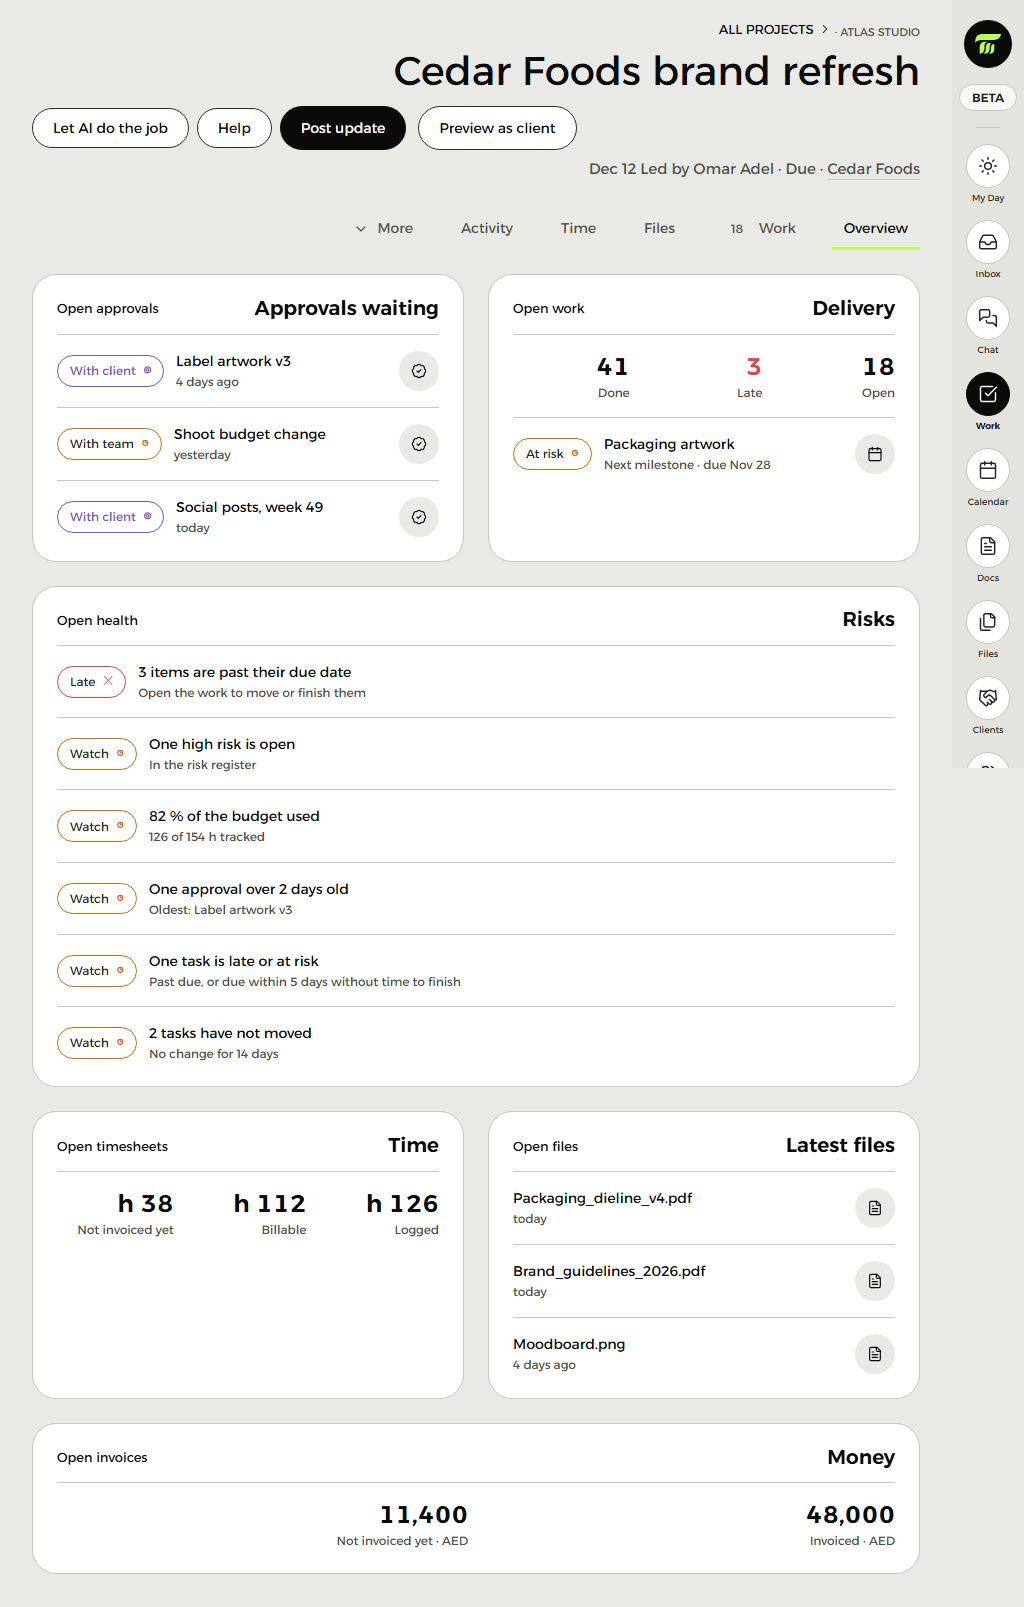 ALL PROJECTS
· ATLAS STUDIO
Cedar Foods brand refresh
Let AI do the job
Help
Post update
Preview as client
Dec 12 Led by Omar Adel · Due · Cedar Foods
More
Activity
Time
Files
18 Work
Overview
Open approvals
Approvals waiting
With client
Label artwork v3
4 days ago
With team
Shoot budget change
yesterday
With client
Social posts, week 49
today
Open work
Delivery
41
Done
3
Late
18
Open
At risk
Packaging artwork
Next milestone · due Nov 28
Open health
Risks
Late
3 items are past their due date
Open the work to move or finish them
Watch
One high risk is open
In the risk register
Watch
82 % of the budget used
126 of 154 h tracked
Watch
One approval over 2 days old
Oldest: Label artwork v3
Watch
One task is late or at risk
Past due, or due within 5 days without time to finish
Watch
2 tasks have not moved
No change for 14 days
Open timesheets
Time
h 38
Not invoiced yet
h 112
Billable
h 126
Logged
Open files
Latest files
Packaging_dieline_v4.pdf
today
Brand_guidelines_2026.pdf
today
Moodboard.png
4 days ago
Open invoices
Money
11,400
Not invoiced yet · AED
48,000
Invoiced · AED
BETA
My Day
Inbox
Chat
Work
Calendar
Docs
Files
Clients